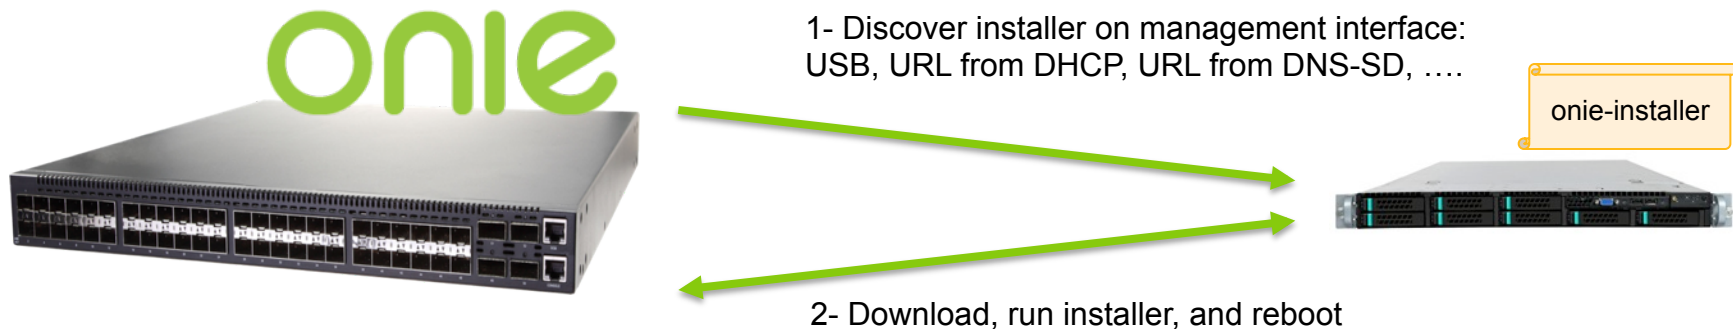 onie
1- Discover installer on management interface:
USB, URL from DHCP, URL from DNS-SD, ….
onie-installer
2- Download, run installer, and reboot